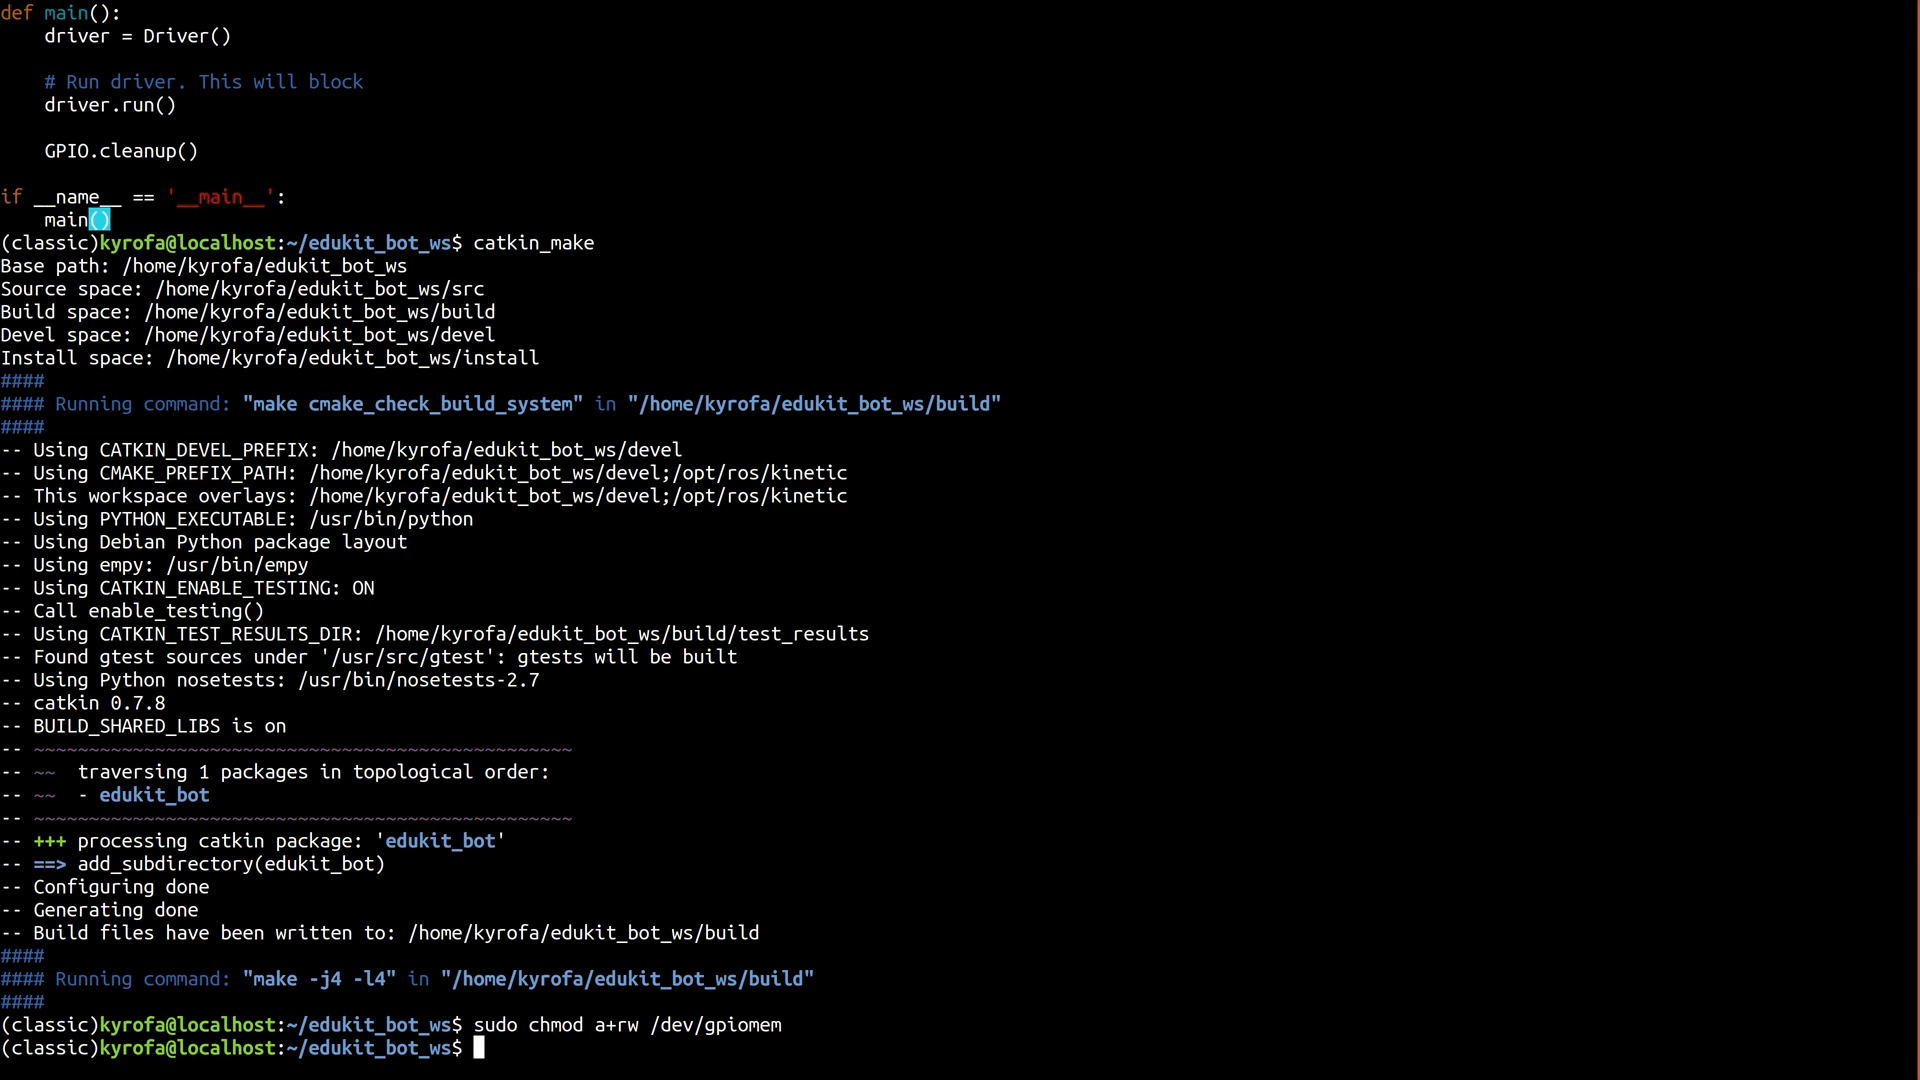 def main():
    driver = Driver()
    # Run driver. This will block
    driver.run()
    GPIO.cleanup()
if __name__ == '__main__':
    main()
(classic)kyrofa@localhost:~/edukit_bot_ws$ catkin_make
Base path: /home/kyrofa/edukit_bot_ws
Source space: /home/kyrofa/edukit_bot_ws/src
Build space: /home/kyrofa/edukit_bot_ws/build
Devel space: /home/kyrofa/edukit_bot_ws/devel
Install space: /home/kyrofa/edukit_bot_ws/install
####
#### Running command: "make cmake_check_build_system" in "/home/kyrofa/edukit_bot_ws/build"
####
-- Using CATKIN_DEVEL_PREFIX: /home/kyrofa/edukit_bot_ws/devel
-- Using CMAKE_PREFIX_PATH: /home/kyrofa/edukit_bot_ws/devel;/opt/ros/kinetic
-- This workspace overlays: /home/kyrofa/edukit_bot_ws/devel;/opt/ros/kinetic
-- Using PYTHON_EXECUTABLE: /usr/bin/python
-- Using Debian Python package layout
-- Using empy: /usr/bin/empy
-- Using CATKIN_ENABLE_TESTING: ON
-- Call enable_testing()
-- Using CATKIN_TEST_RESULTS_DIR: /home/kyrofa/edukit_bot_ws/build/test_results
-- Found gtest sources under '/usr/src/gtest': gtests will be built
-- Using Python nosetests: /usr/bin/nosetests-2.7
-- catkin 0.7.8
-- BUILD_SHARED_LIBS is on
-- ~~~~~~~~~~~~~~~~~~~~~~~~~~~~~~~~~~~~~~~~~~~~~~~~~
-- ~~  traversing 1 packages in topological order:
-- ~~  - edukit_bot
-- ~~~~~~~~~~~~~~~~~~~~~~~~~~~~~~~~~~~~~~~~~~~~~~~~~
-- +++ processing catkin package: 'edukit_bot'
-- ==> add_subdirectory(edukit_bot)
-- Configuring done
-- Generating done
-- Build files have been written to: /home/kyrofa/edukit_bot_ws/build
####
#### Running command: "make -j4 -l4" in "/home/kyrofa/edukit_bot_ws/build"
####
(classic)kyrofa@localhost:~/edukit_bot_ws$ sudo chmod a+rw /dev/gpiomem
(classic)kyrofa@localhost:~/edukit_bot_ws$